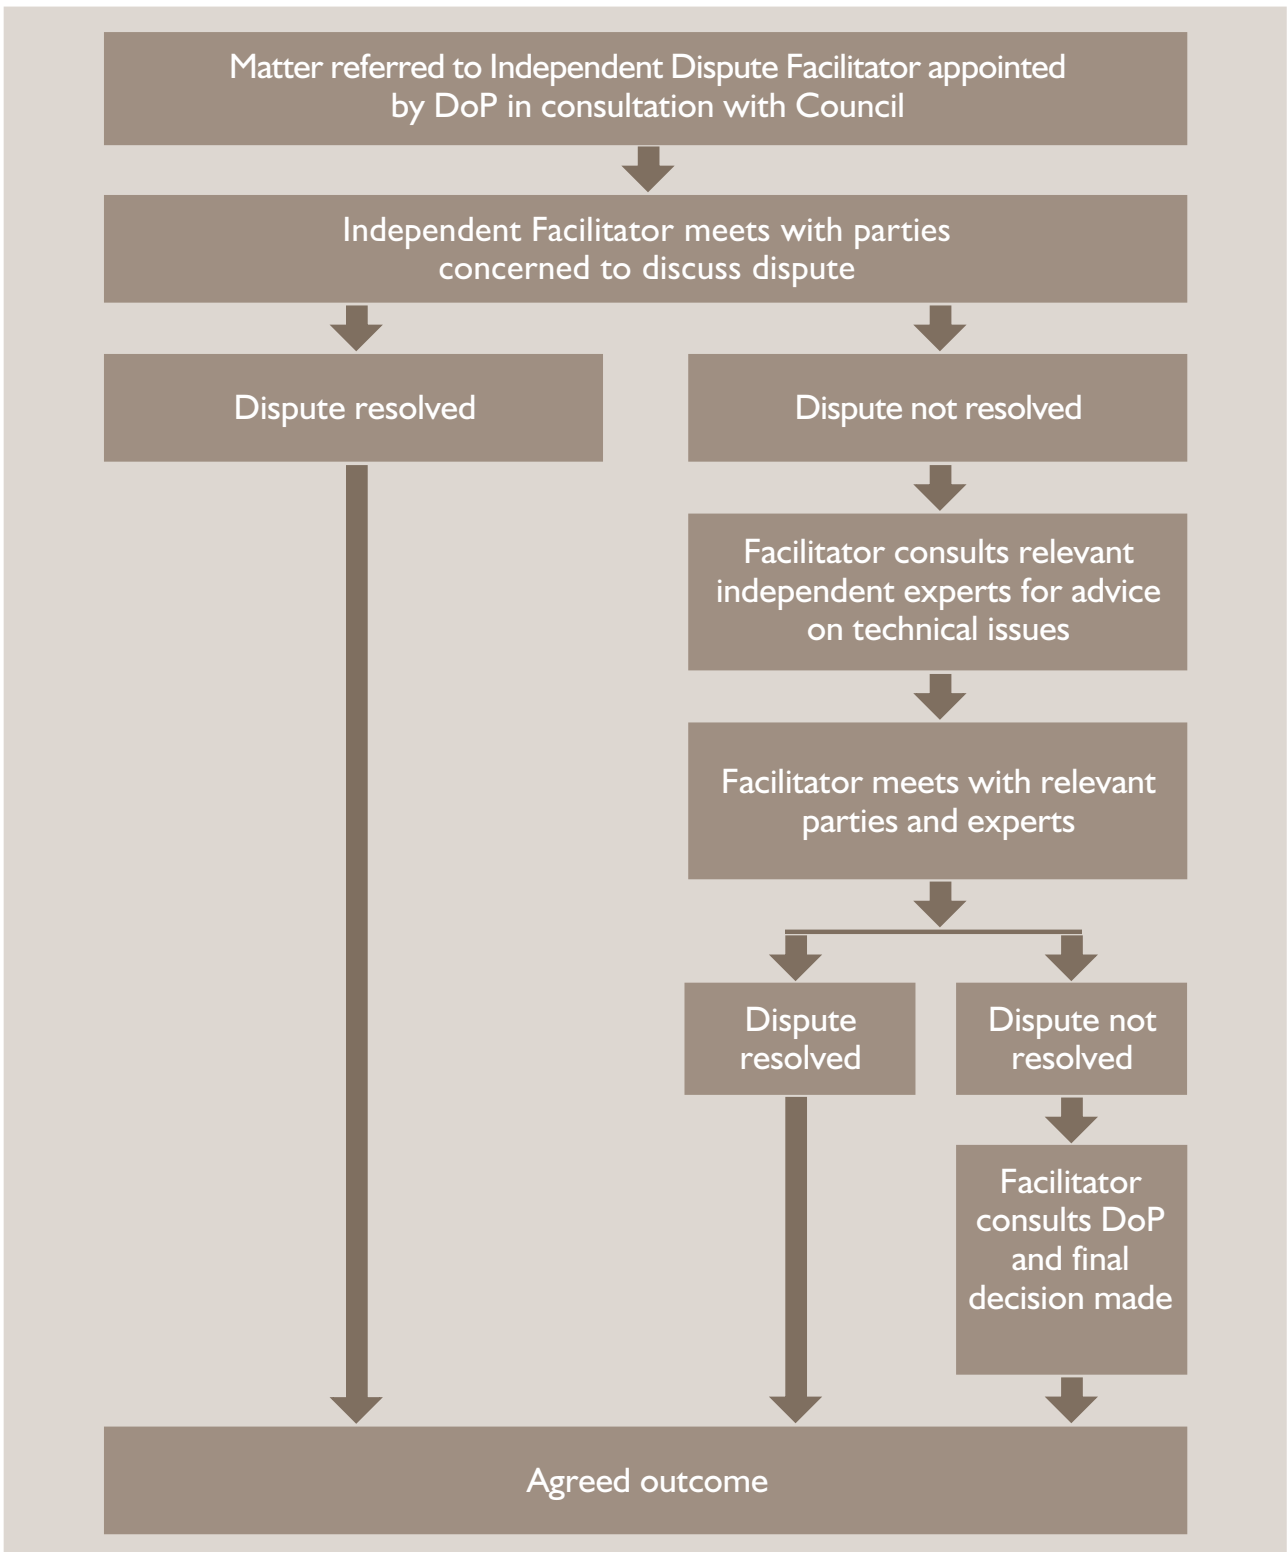 Matter referred to Independent Dispute Facilitator appointed
by DoP in consultation with Council
Independent Facilitator meets with parties
concerned to discuss dispute
Dispute resolved
Dispute not resolved
Facilitator consults relevant
independent experts for advice
on technical issues
Facilitator meets with relevant
parties and experts
Dispute
resolved
Dispute not
resolved
Facilitator
consults DoP
and final
decision made
Agreed outcome